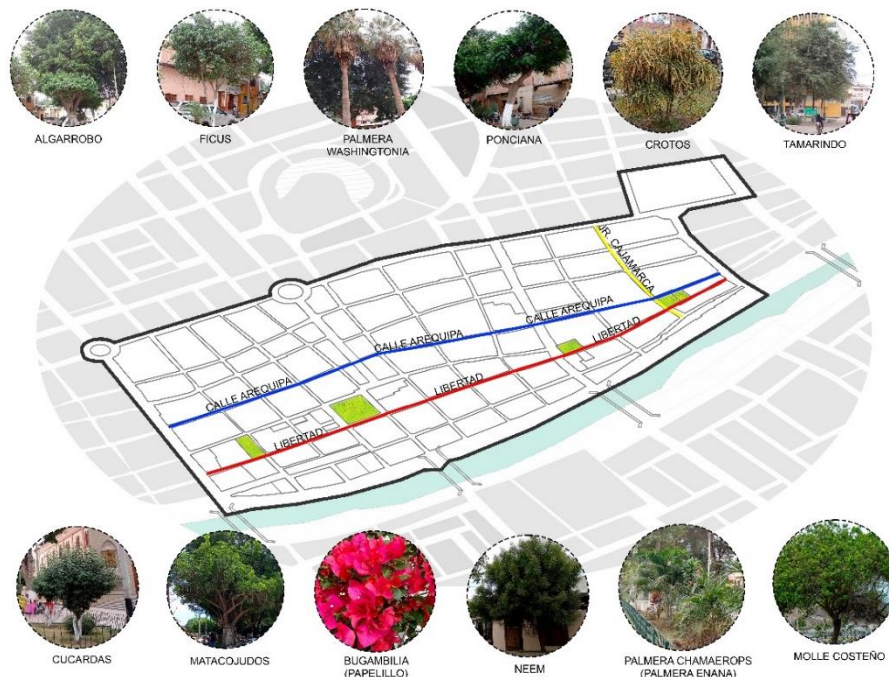 ALGARROBO
FICUS
PALMERA
WASHINGTONIA
PONCIANA
CROTOS
TAMARINDO
JR. CAJAMARCA
CALLE AREQUIPA
CALLE AREQUIPA
CALLE AREQUIPA
LIBERTAD
LIBERTAD
LIBERTAD
CUCARDAS
MATACOJUDOS
BUGAMBILIA
(PAPELILLO)
NEEM
PALMERA CHAMAEROPS
(PALMERA ENANA)
MOLLE COSTEÑO